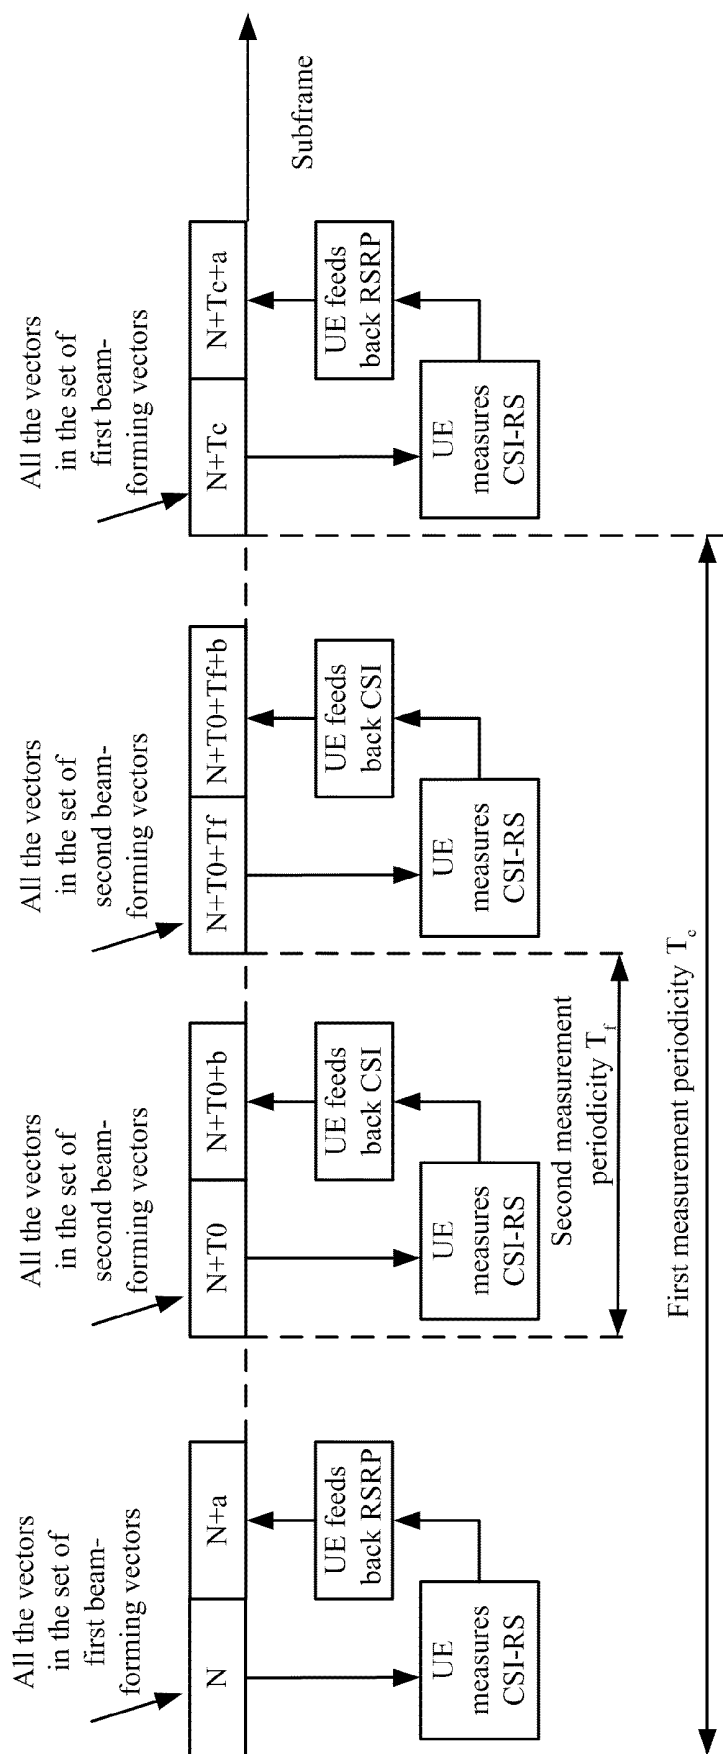 All the vectors
in the set of
first beam-
forming vectors
All the vectors
in the set of
second beam-
forming vectors
All the vectors
in the set of
second beam-
forming vectors
All the vectors
in the set of
first beam-
forming vectors
N
N+a
N+T0
N+T0+b
N+T0+Tf
N+T0+Tf+b
N+Tc
N+Tc+a
Subframe
UE feeds
back RSRP
UE feeds
back CSI
UE feeds
back CSI
UE feeds
back RSRP
UE
measures
CSI-RS
UE
measures
CSI-RS
UE
measures
CSI-RS
UE
measures
CSI-RS
Second measurement
periodicity T_f
First measurement periodicity T_c